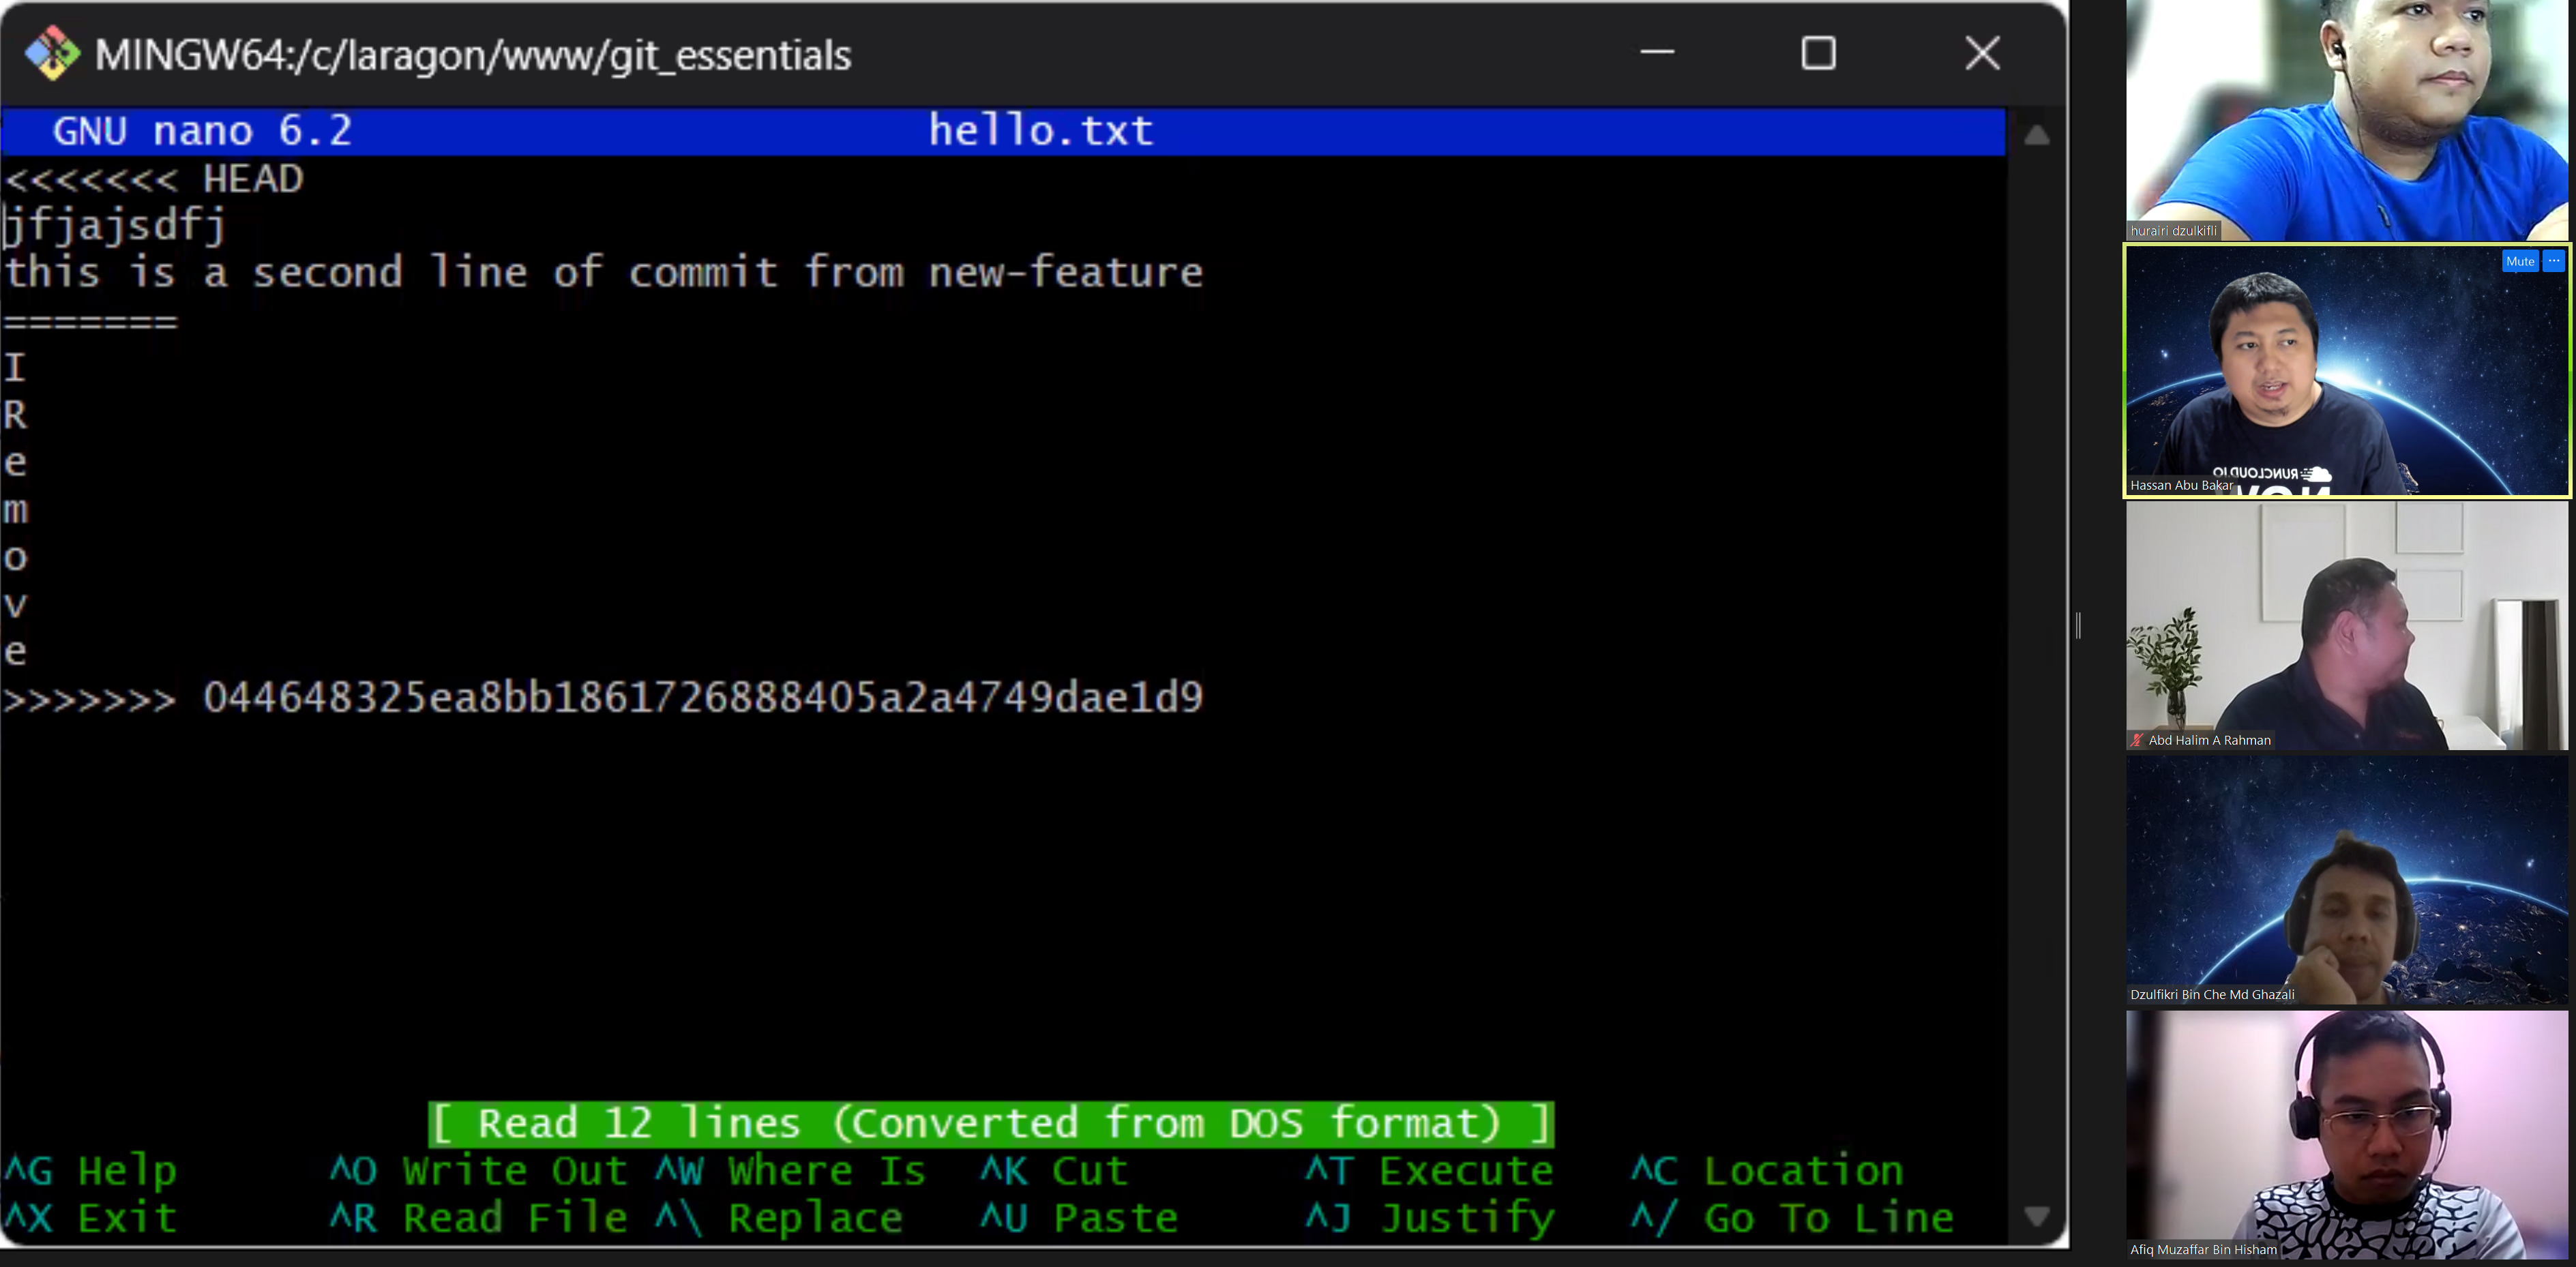 MINGW64:/c/laragon/www/git_essentials
GNU nano 6.2 hello.txt
<<<<<<< HEAD
jfjajsdfj
this is a second line of commit from new-feature
=======
I
R
e
m
o
v
e
>>>>>>> 044648325ea8bb1861726888405a2a4749dae1d9
[ Read 12 lines (Converted from DOS format) ]
^G Help ^O Write Out ^W Where Is ^K Cut ^T Execute ^C Location
^X Exit ^R Read File ^\ Replace ^U Paste ^J Justify ^/ Go To Line
hurairi dzulkifli
Mute ...
RUNCLOUD.IO
Hassan Abu Bakar
Abd Halim A Rahman
Dzulfikri Bin Che Md Ghazali
Afiq Muzaffar Bin Hisham